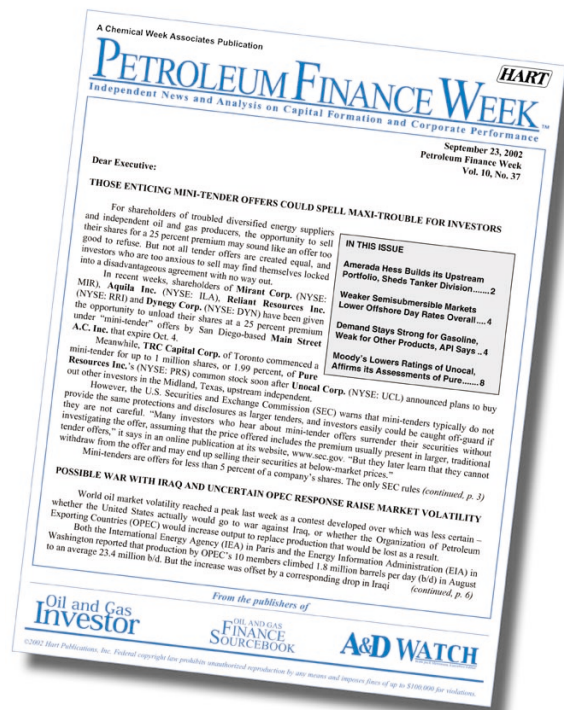 A Chemical Week Associates Publication
HART
PETROLEUM FINANCE WEEK™
Independent News and Analysis on Capital Formation and Corporate Performance
September 23, 2002
Petroleum Finance Week
Vol. 10, No. 37
Dear Executive:
THOSE ENTICING MINI-TENDER OFFERS COULD SPELL MAXI-TROUBLE FOR INVESTORS
For shareholders of troubled diversified energy suppliers
and independent oil and gas producers, the opportunity to sell
their shares for a 25 percent premium may sound like an offer too
good to refuse. But not all tender offers are created equal, and
investors who are too anxious to sell may find themselves locked
into a disadvantageous agreement with no way out.
In recent weeks, shareholders of Mirant Corp. (NYSE:
MIR), Aquila Inc. (NYSE: ILA), Reliant Resources Inc.
(NYSE: RRI) and Dynegy Corp. (NYSE: DYN) have been given
the opportunity to unload their shares at a 25 percent premium
under "mini-tender" offers by San Diego-based Main Street
A.C. Inc. that expire Oct. 4.
Meanwhile, TRC Capital Corp. of Toronto commenced a
mini-tender for up to 1 million shares, or 1.99 percent, of Pure
Resources Inc.'s (NYSE: PRS) common stock soon after Unocal Corp. (NYSE: UCL) announced plans to buy
out other investors in the Midland, Texas, upstream independent.
However, the U.S. Securities and Exchange Commission (SEC) warns that mini-tenders typically do not
provide the same protections and disclosures as larger tenders, and investors easily could be caught off-guard if
they are not careful. "Many investors who hear about mini-tender offers surrender their securities without
investigating the offer, assuming that the price offered includes the premium usually present in larger, traditional
tender offers," it says in an online publication at its website, www.sec.gov. "But they later learn that they cannot
withdraw from the offer and may end up selling their securities at below-market prices."
Mini-tenders are offers for less than 5 percent of a company's shares. The only SEC rules (continued, p. 3)
IN THIS ISSUE
Amerada Hess Builds its Upstream
Portfolio, Sheds Tanker Division.......2
Weaker Semisubmersible Markets
Lower Offshore Day Rates Overall....4
Demand Stays Strong for Gasoline,
Weak for Other Products, API Says ..4
Moody's Lowers Ratings of Unocal,
Affirms its Assessments of Pure.......8
POSSIBLE WAR WITH IRAQ AND UNCERTAIN OPEC RESPONSE RAISE MARKET VOLATILITY
World oil market volatility reached a peak last week as a contest developed over which was less certain –
whether the United States actually would go to war against Iraq, or whether the Organization of Petroleum
Exporting Countries (OPEC) would increase output to replace production that would be lost as a result.
Both the International Energy Agency (IEA) in Paris and the Energy Information Administration (EIA) in
Washington reported that production by OPEC's 10 members climbed 1.8 million barrels per day (b/d) in August
to an average 23.4 million b/d. But the increase was offset by a corresponding drop in Iraqi (continued, p. 6)
From the publishers of
Oil and Gas
Investor
OIL AND GAS
FINANCE
SOURCEBOOK
A&D WATCH
©2002 Hart Publications, Inc. Federal copyright law prohibits unauthorized reproduction by any means and imposes fines of up to $100,000 for violations.